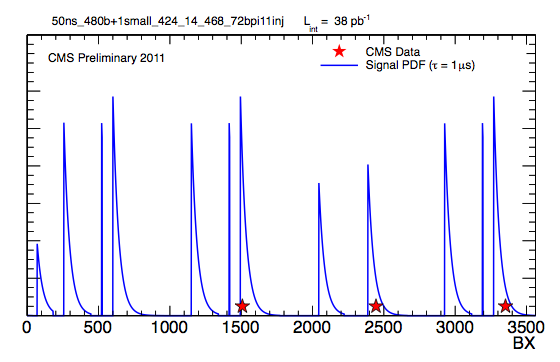 50ns_480b+1small_424_14_468_72bpi11inj L_int = 38 pb⁻¹
CMS Preliminary 2011
CMS Data
Signal PDF (τ = 1μs)
0 500 1000 1500 2000 2500 3000 3500
BX